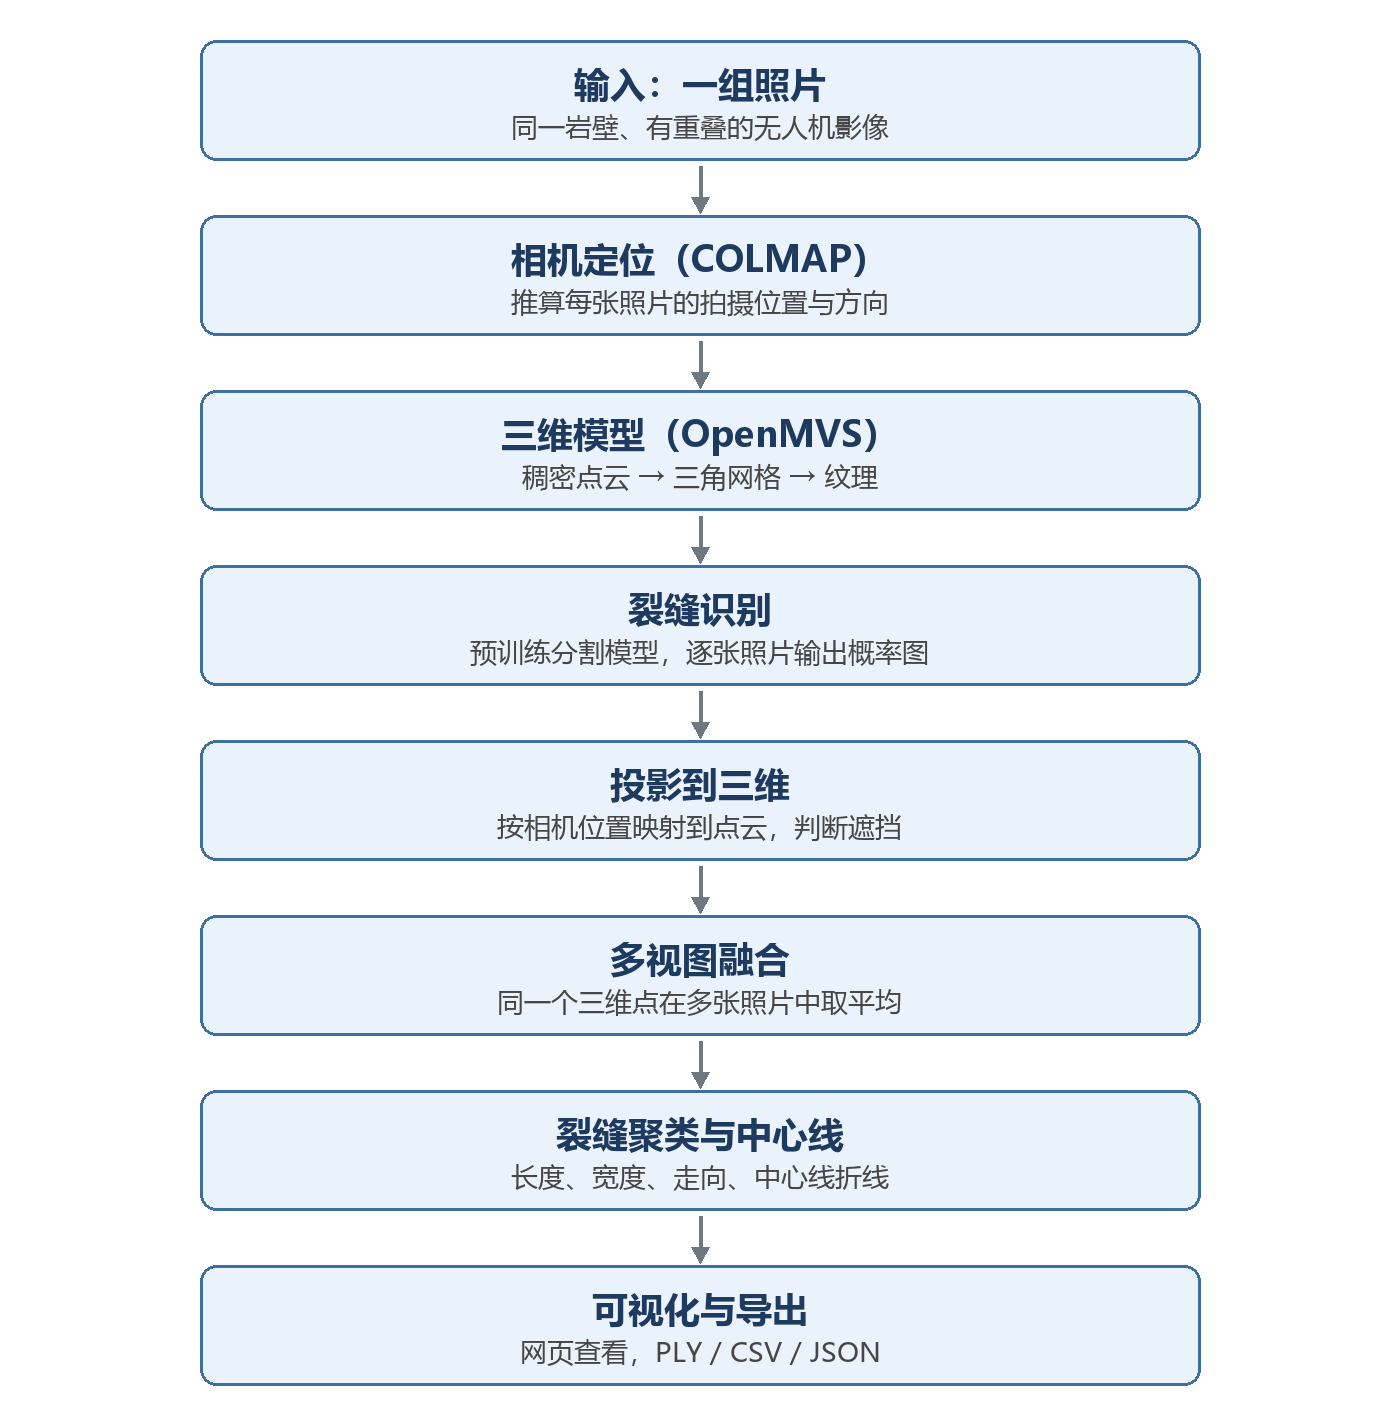 输入：一组照片
同一岩壁、有重叠的无人机影像
相机定位（COLMAP）
推算每张照片的拍摄位置与方向
三维模型（OpenMVS）
稠密点云 → 三角网格 → 纹理
裂缝识别
预训练分割模型，逐张照片输出概率图
投影到三维
按相机位置映射到点云，判断遮挡
多视图融合
同一个三维点在多张照片中取平均
裂缝聚类与中心线
长度、宽度、走向、中心线折线
可视化与导出
网页查看，PLY / CSV / JSON